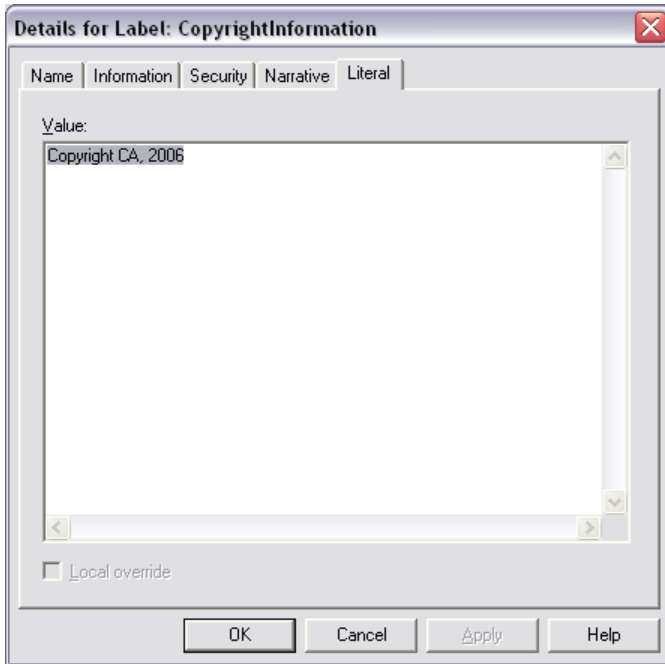 Details for Label: CopyrightInformation
Name Information Security Narrative Literal
Value:
Copyright CA, 2006
Local override
OK Cancel Apply Help